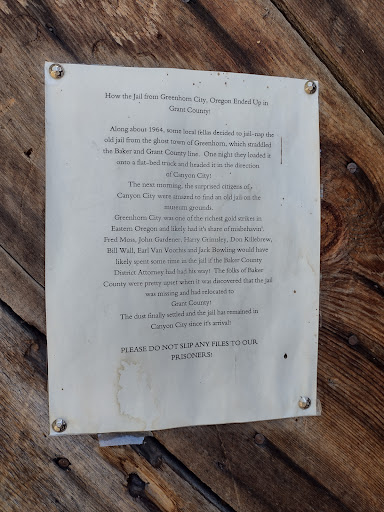 How the Jail from Greenhorn City, Oregon Ended Up in
Grant County!
Along about 1964, some local fellas decided to jail-nap the
old jail from the ghost town of Greenhorn, which straddled
the Baker and Grant County line. One night they loaded it
onto a flat-bed truck and headed it in the direction
of Canyon City!
The next morning, the surprised citizens of
Canyon City were amazed to find an old jail on the
museum grounds.
Greenhorn City was one of the richest gold strikes in
Eastern Oregon and likely had it's share of misbehavin'.
Fred Moss, John Gardener, Harry Grimsley, Don Killebrew,
Bill Wall, Earl Van Voorhis and Jack Bowling would have
likely spent some time in the jail if the Baker County
District Attorney had had his way! The folks of Baker
County were pretty upset when it was discovered that the jail
was missing and had relocated to
Grant County!
The dust finally settled and the jail has remained in
Canyon City since it's arrival!
PLEASE DO NOT SLIP ANY FILES TO OUR
PRISONERS!